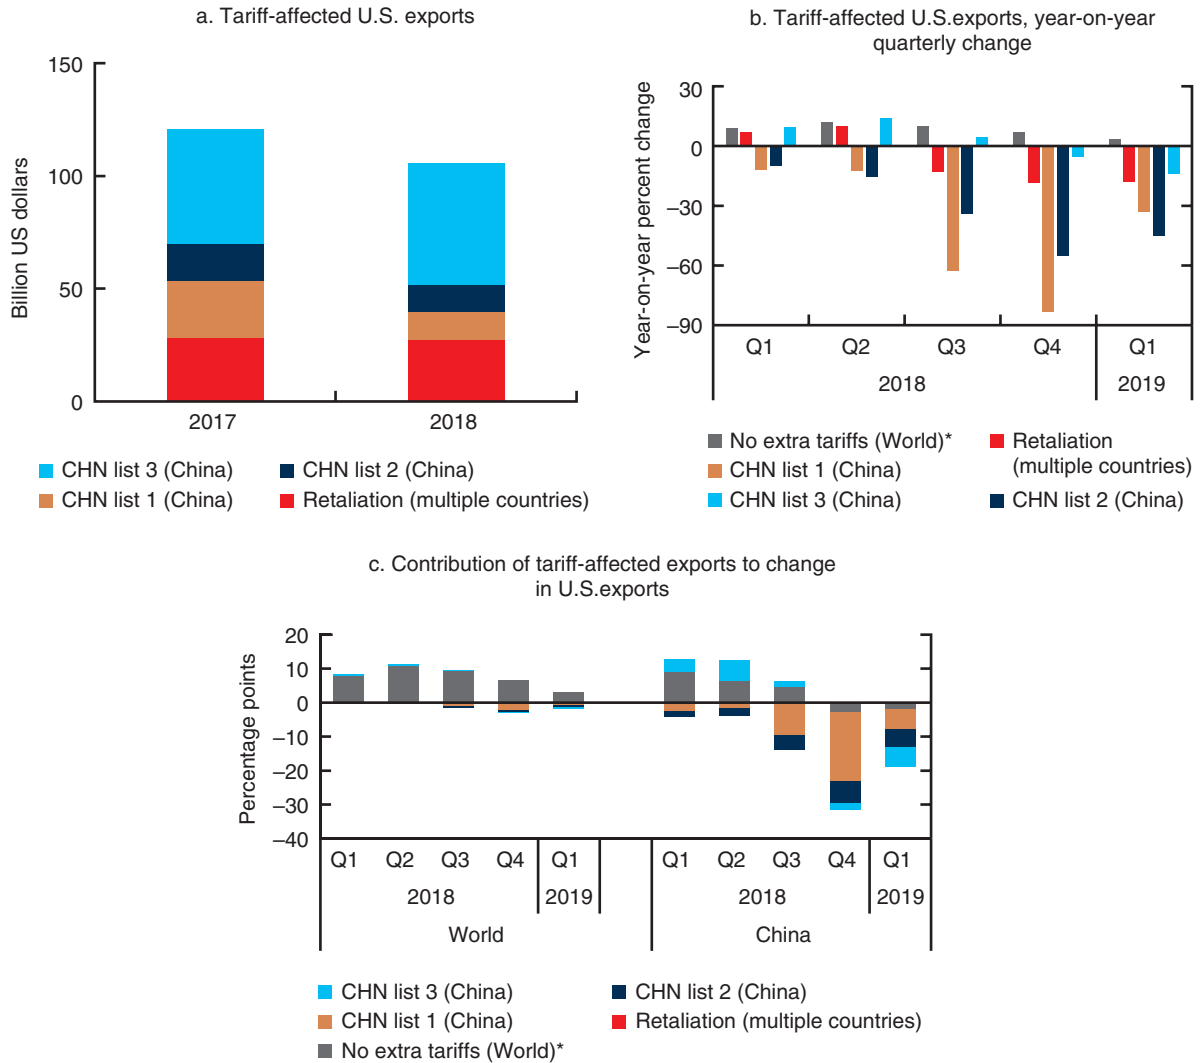 a. Tariff-affected U.S. exports
Billion US dollars
150
100
50
0
2017
2018
CHN list 3 (China)
CHN list 2 (China)
CHN list 1 (China)
Retaliation (multiple countries)
b. Tariff-affected U.S.exports, year-on-year
quarterly change
Year-on-year percent change
30
0
–30
–60
–90
Q1
Q2
Q3
Q4
Q1
2018
2019
No extra tariffs (World)*
Retaliation
(multiple countries)
CHN list 1 (China)
CHN list 3 (China)
CHN list 2 (China)
c. Contribution of tariff-affected exports to change
in U.S.exports
Percentage points
20
10
0
–10
–20
–30
–40
Q1
Q2
Q3
Q4
Q1
Q1
Q2
Q3
Q4
Q1
2018
2019
2018
2019
World
China
CHN list 3 (China)
CHN list 2 (China)
CHN list 1 (China)
Retaliation (multiple countries)
No extra tariffs (World)*